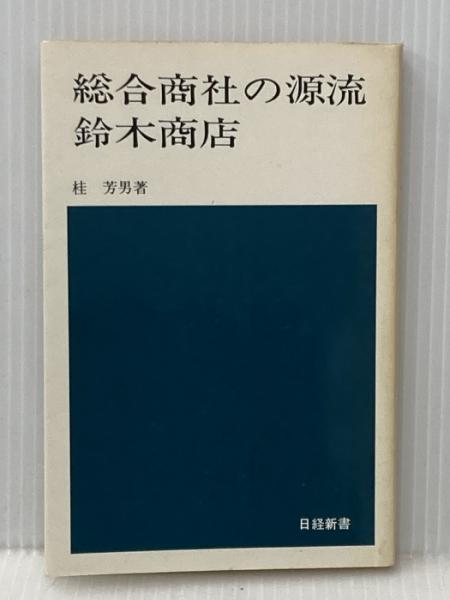 総合商社の源流
鈴木商店
桂 芳男著
日経新書